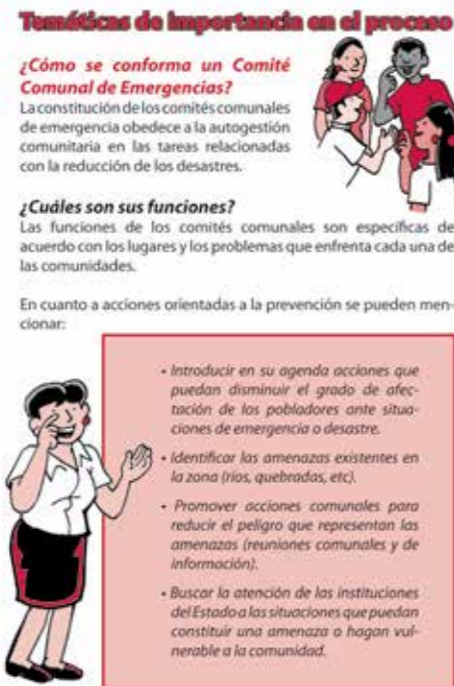 Temáticas de importancia en el proceso
¿Cómo se conforma un Comité
Comunal de Emergencias?
La constitución de los comités comunales
de emergencia obedece a la autogestión
comunitaria en las tareas relacionadas
con la reducción de los desastres.
¿Cuáles son sus funciones?
Las funciones de los comités comunales son específicas de
acuerdo con los lugares y los problemas que enfrenta cada una de
las comunidades.
En cuanto a acciones orientadas a la prevención se pueden men-
cionar:
• Introducir en su agenda acciones que
puedan disminuir el grado de afec-
tación de los pobladores ante situa-
ciones de emergencia o desastre.
• Identificar las amenazas existentes en
la zona (ríos, quebradas, etc).
• Promover acciones comunales para
reducir el peligro que representan las
amenazas (reuniones comunales y de
información).
• Buscar la atención de las instituciones
del Estado a las situaciones que puedan
constituir una amenaza o hagan vul-
nerable a la comunidad.